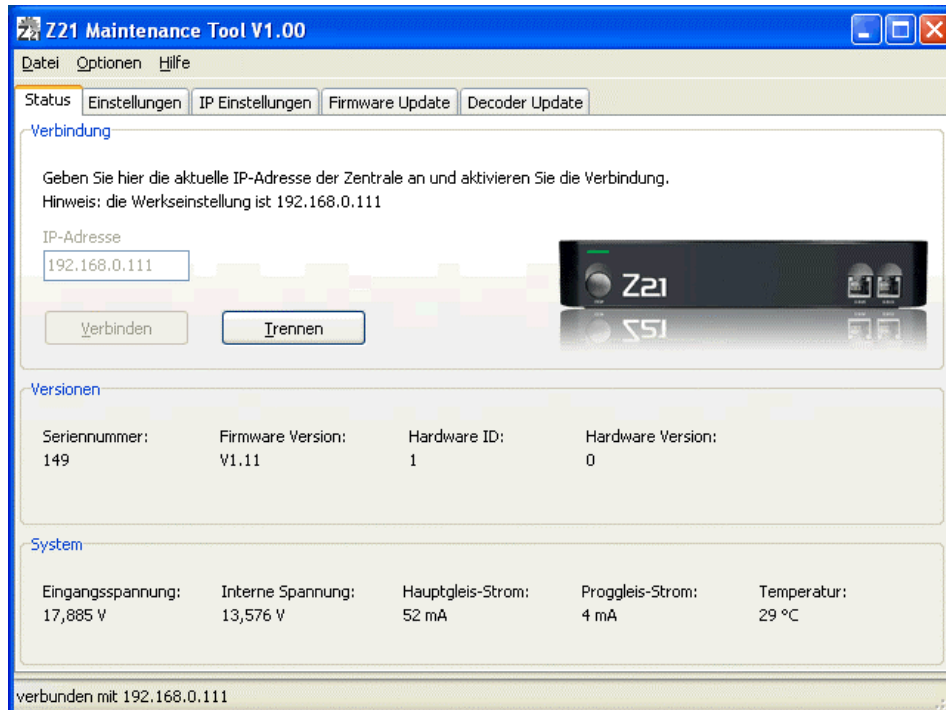 Z21 Maintenance Tool V1.00
Datei Optionen Hilfe
Status Einstellungen IP Einstellungen Firmware Update Decoder Update
Verbindung
Geben Sie hier die aktuelle IP-Adresse der Zentrale an und aktivieren Sie die Verbindung.
Hinweis: die Werkseinstellung ist 192.168.0.111
IP-Adresse
192.168.0.111
Z21
Verbinden Trennen
Versionen
Seriennummer: Firmware Version: Hardware ID: Hardware Version:
149 V1.11 1 0
System
Eingangsspannung: Interne Spannung: Hauptgleis-Strom: Proggleis-Strom: Temperatur:
17,885 V 13,576 V 52 mA 4 mA 29 °C
verbunden mit 192.168.0.111